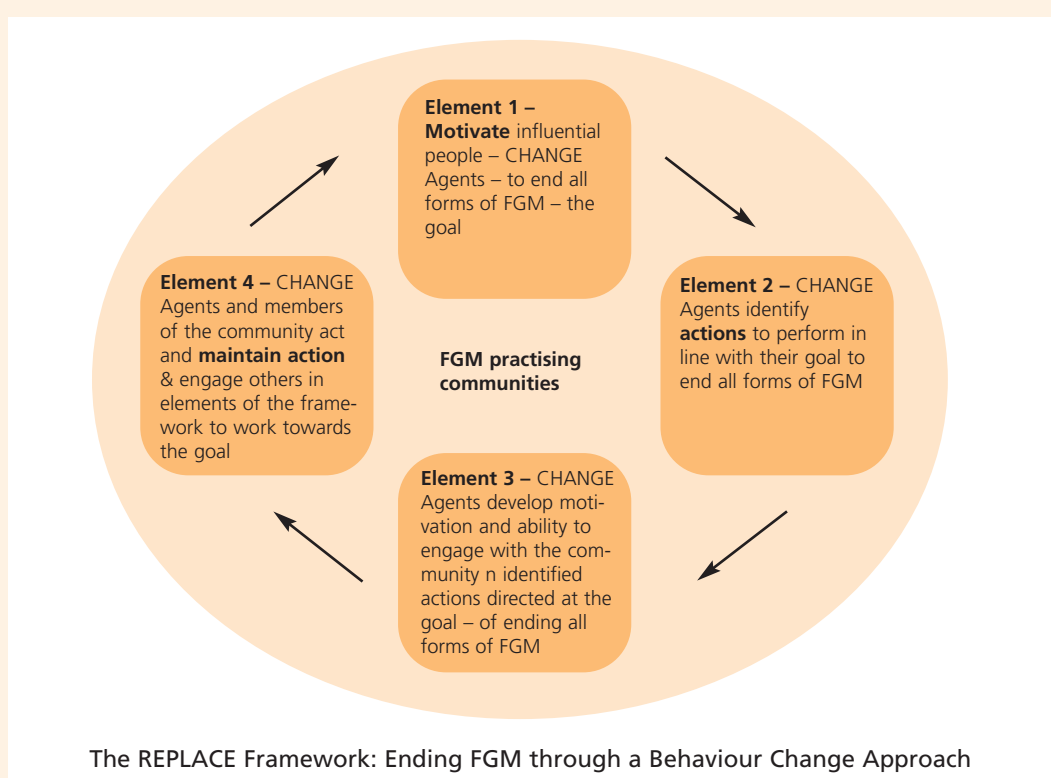 Element 1 –
Motivate influential
people – CHANGE
Agents – to end all
forms of FGM – the
goal
Element 2 – CHANGE
Agents identify
actions to perform in
line with their goal to
end all forms of FGM
Element 3 – CHANGE
Agents develop moti-
vation and ability to
engage with the com-
munity n identified
actions directed at the
goal – of ending all
forms of FGM
Element 4 – CHANGE
Agents and members
of the community act
and maintain action
& engage others in
elements of the frame-
work to work towards
the goal
FGM practising
communities
The REPLACE Framework: Ending FGM through a Behaviour Change Approach